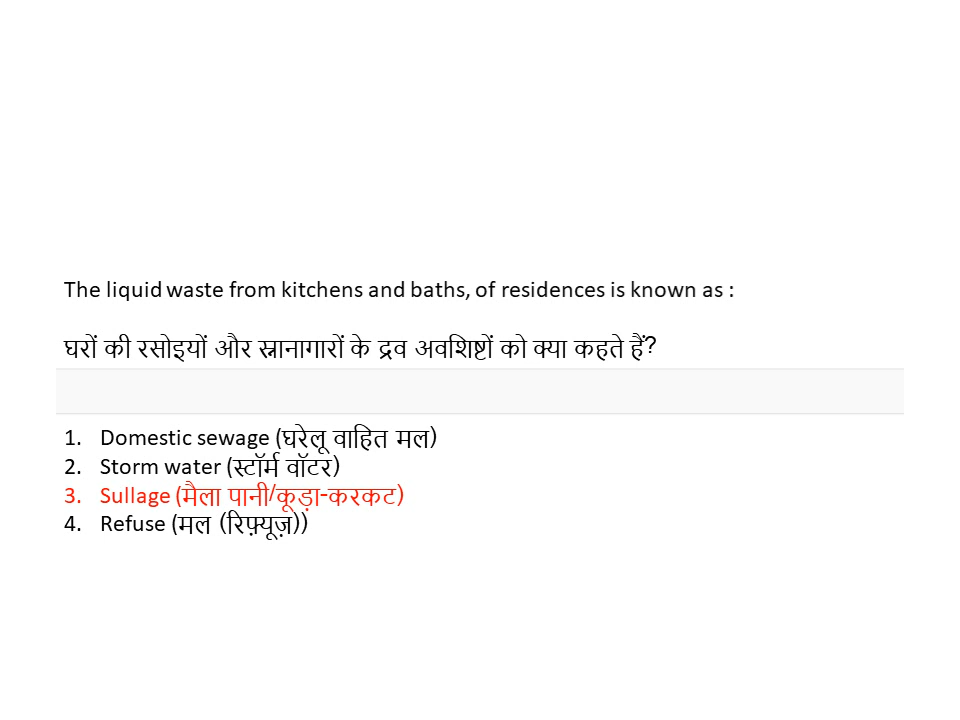 The liquid waste from kitchens and baths, of residences is known as :
घरों की रसोइयों और स्नानागारों के द्रव अवशिष्टों को क्या कहते हैं?
1. Domestic sewage (घरेलू वाहित मल)
2. Storm water (स्टॉर्म वॉटर)
3. Sullage (मैला पानी/कूड़ा-करकट)
4. Refuse (मल (रिफ़्यूज़))